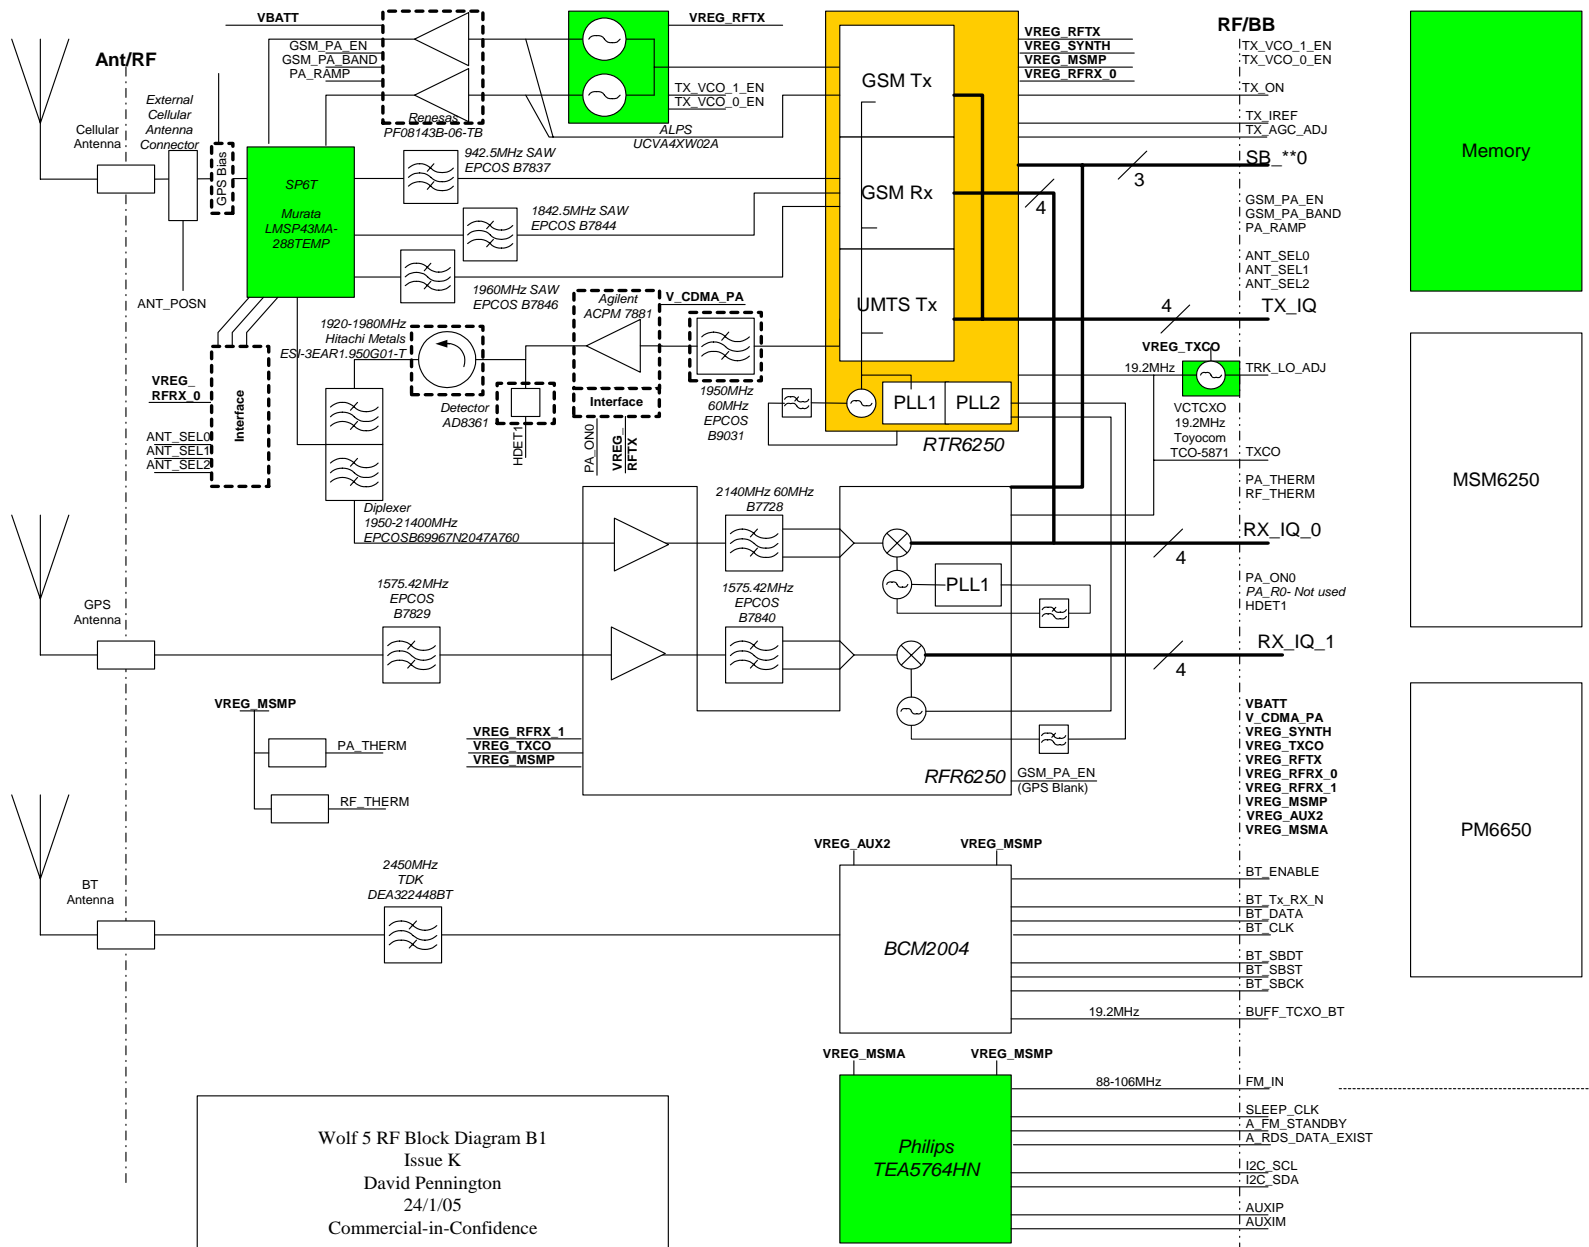 VBATT
VREG_RFTX
RF/BB
VREG_RFTX
VREG_SYNTH
VREG_MSMP
VREG_RFRX_0
TX_VCO_1_EN
TX_VCO_0_EN
Ant/RF
GSM_PA_EN
GSM_PA_BAND
PA_RAMP
GSM Tx
TX_VCO_1_EN
TX_VCO_0_EN
TX_ON
External
Cellular
Antenna
Connector
Renesas
PF08143B-06-TB
ALPS
UCVA4XW02A
TX_IREF
TX_AGC_ADJ
Cellular
Antenna
942.5MHz SAW
EPCOS B7837
SB_**0
3
Memory
GPS Bias
SP6T
Murata
LMSP43MA-
288TEMP
GSM Rx
4
1842.5MHz SAW
EPCOS B7844
GSM_PA_EN
GSM_PA_BAND
PA_RAMP
ANT_SEL0
ANT_SEL1
ANT_SEL2
ANT_POSN
1960MHz SAW
EPCOS B7846
Agilent
ACPM 7881
V_CDMA_PA
UMTS Tx
4
TX_IQ
1920-1980MHz
Hitachi Metals
ESI-3EAR1.950G01-T
VREG_TXCO
19.2MHz
TRK_LO_ADJ
VREG_
RFRX_0
Interface
Detector
AD8361
Interface
1950MHz
60MHz
EPCOS
B9031
PLL1
PLL2
RTR6250
VCTCXO
19.2MHz
Toyocom
TCO-5871
TXCO
ANT_SEL0
ANT_SEL1
ANT_SEL2
HDET1
PA_ON0
VREG_
RFTX
PA_THERM
RF_THERM
MSM6250
Diplexer
1950-21400MHz
EPCOSB69967N2047A760
2140MHz 60MHz
B7728
RX_IQ_0
4
1575.42MHz
EPCOS
B7829
1575.42MHz
EPCOS
B7840
PLL1
PA_ON0
PA_R0- Not used
HDET1
GPS
Antenna
RX_IQ_1
4
VREG_MSMP
PA_THERM
RF_THERM
VREG_RFRX_1
VREG_TXCO
VREG_MSMP
RFR6250
GSM_PA_EN
(GPS Blank)
VBATT
V_CDMA_PA
VREG_SYNTH
VREG_TXCO
VREG_RFTX
VREG_RFRX_0
VREG_RFRX_1
VREG_MSMP
VREG_AUX2
VREG_MSMA
PM6650
VREG_AUX2
VREG_MSMP
2450MHz
TDK
DEA322448BT
BT
Antenna
BCM2004
BT_ENABLE
BT_Tx_RX_N
BT_DATA
BT_CLK
BT_SBDT
BT_SBST
BT_SBCK
19.2MHz
BUFF_TCXO_BT
VREG_MSMA
VREG_MSMP
88-106MHz
FM_IN
SLEEP_CLK
A_FM_STANDBY
A_RDS_DATA_EXIST
Philips
TEA5764HN
I2C_SCL
I2C_SDA
AUXIP
AUXIM
Wolf 5 RF Block Diagram B1
Issue K
David Pennington
24/1/05
Commercial-in-Confidence